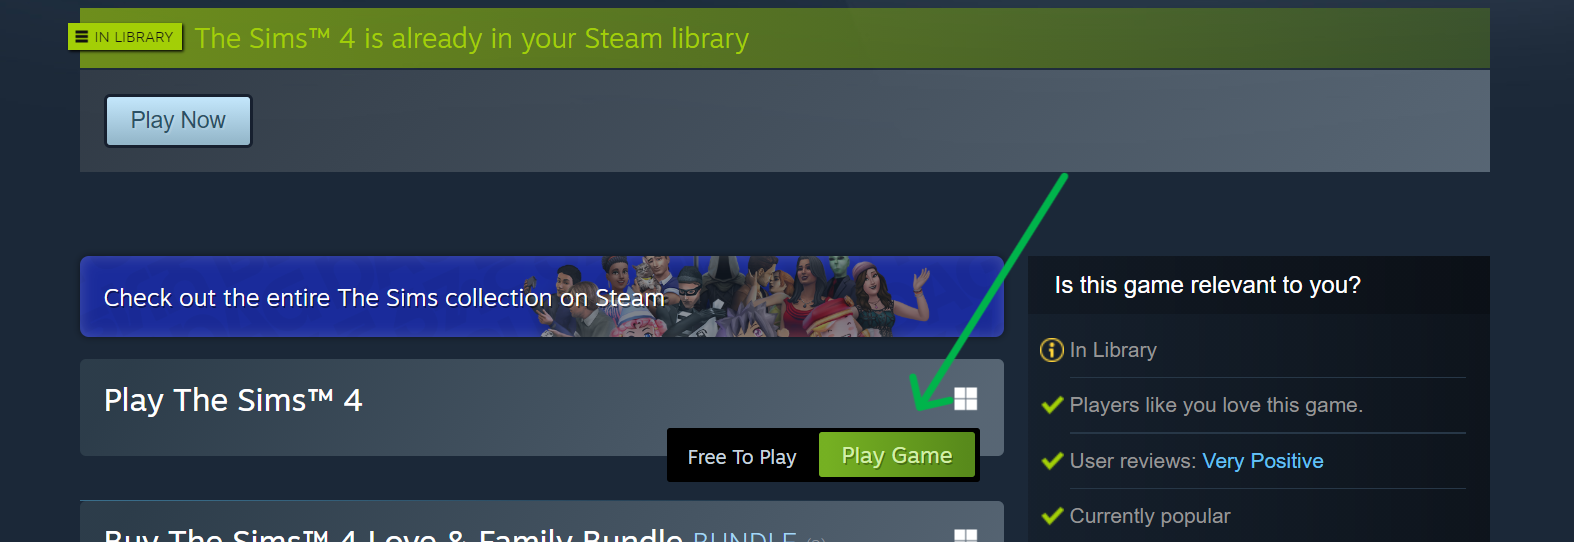 IN LIBRARY
The Sims™ 4 is already in your Steam library
Play Now
Check out the entire The Sims collection on Steam
Play The Sims™ 4
Free To Play
Play Game
Buy The Sims™ 4 Love & Family Bundle BUNDLE
Is this game relevant to you?
In Library
Players like you love this game.
User reviews: Very Positive
Currently popular